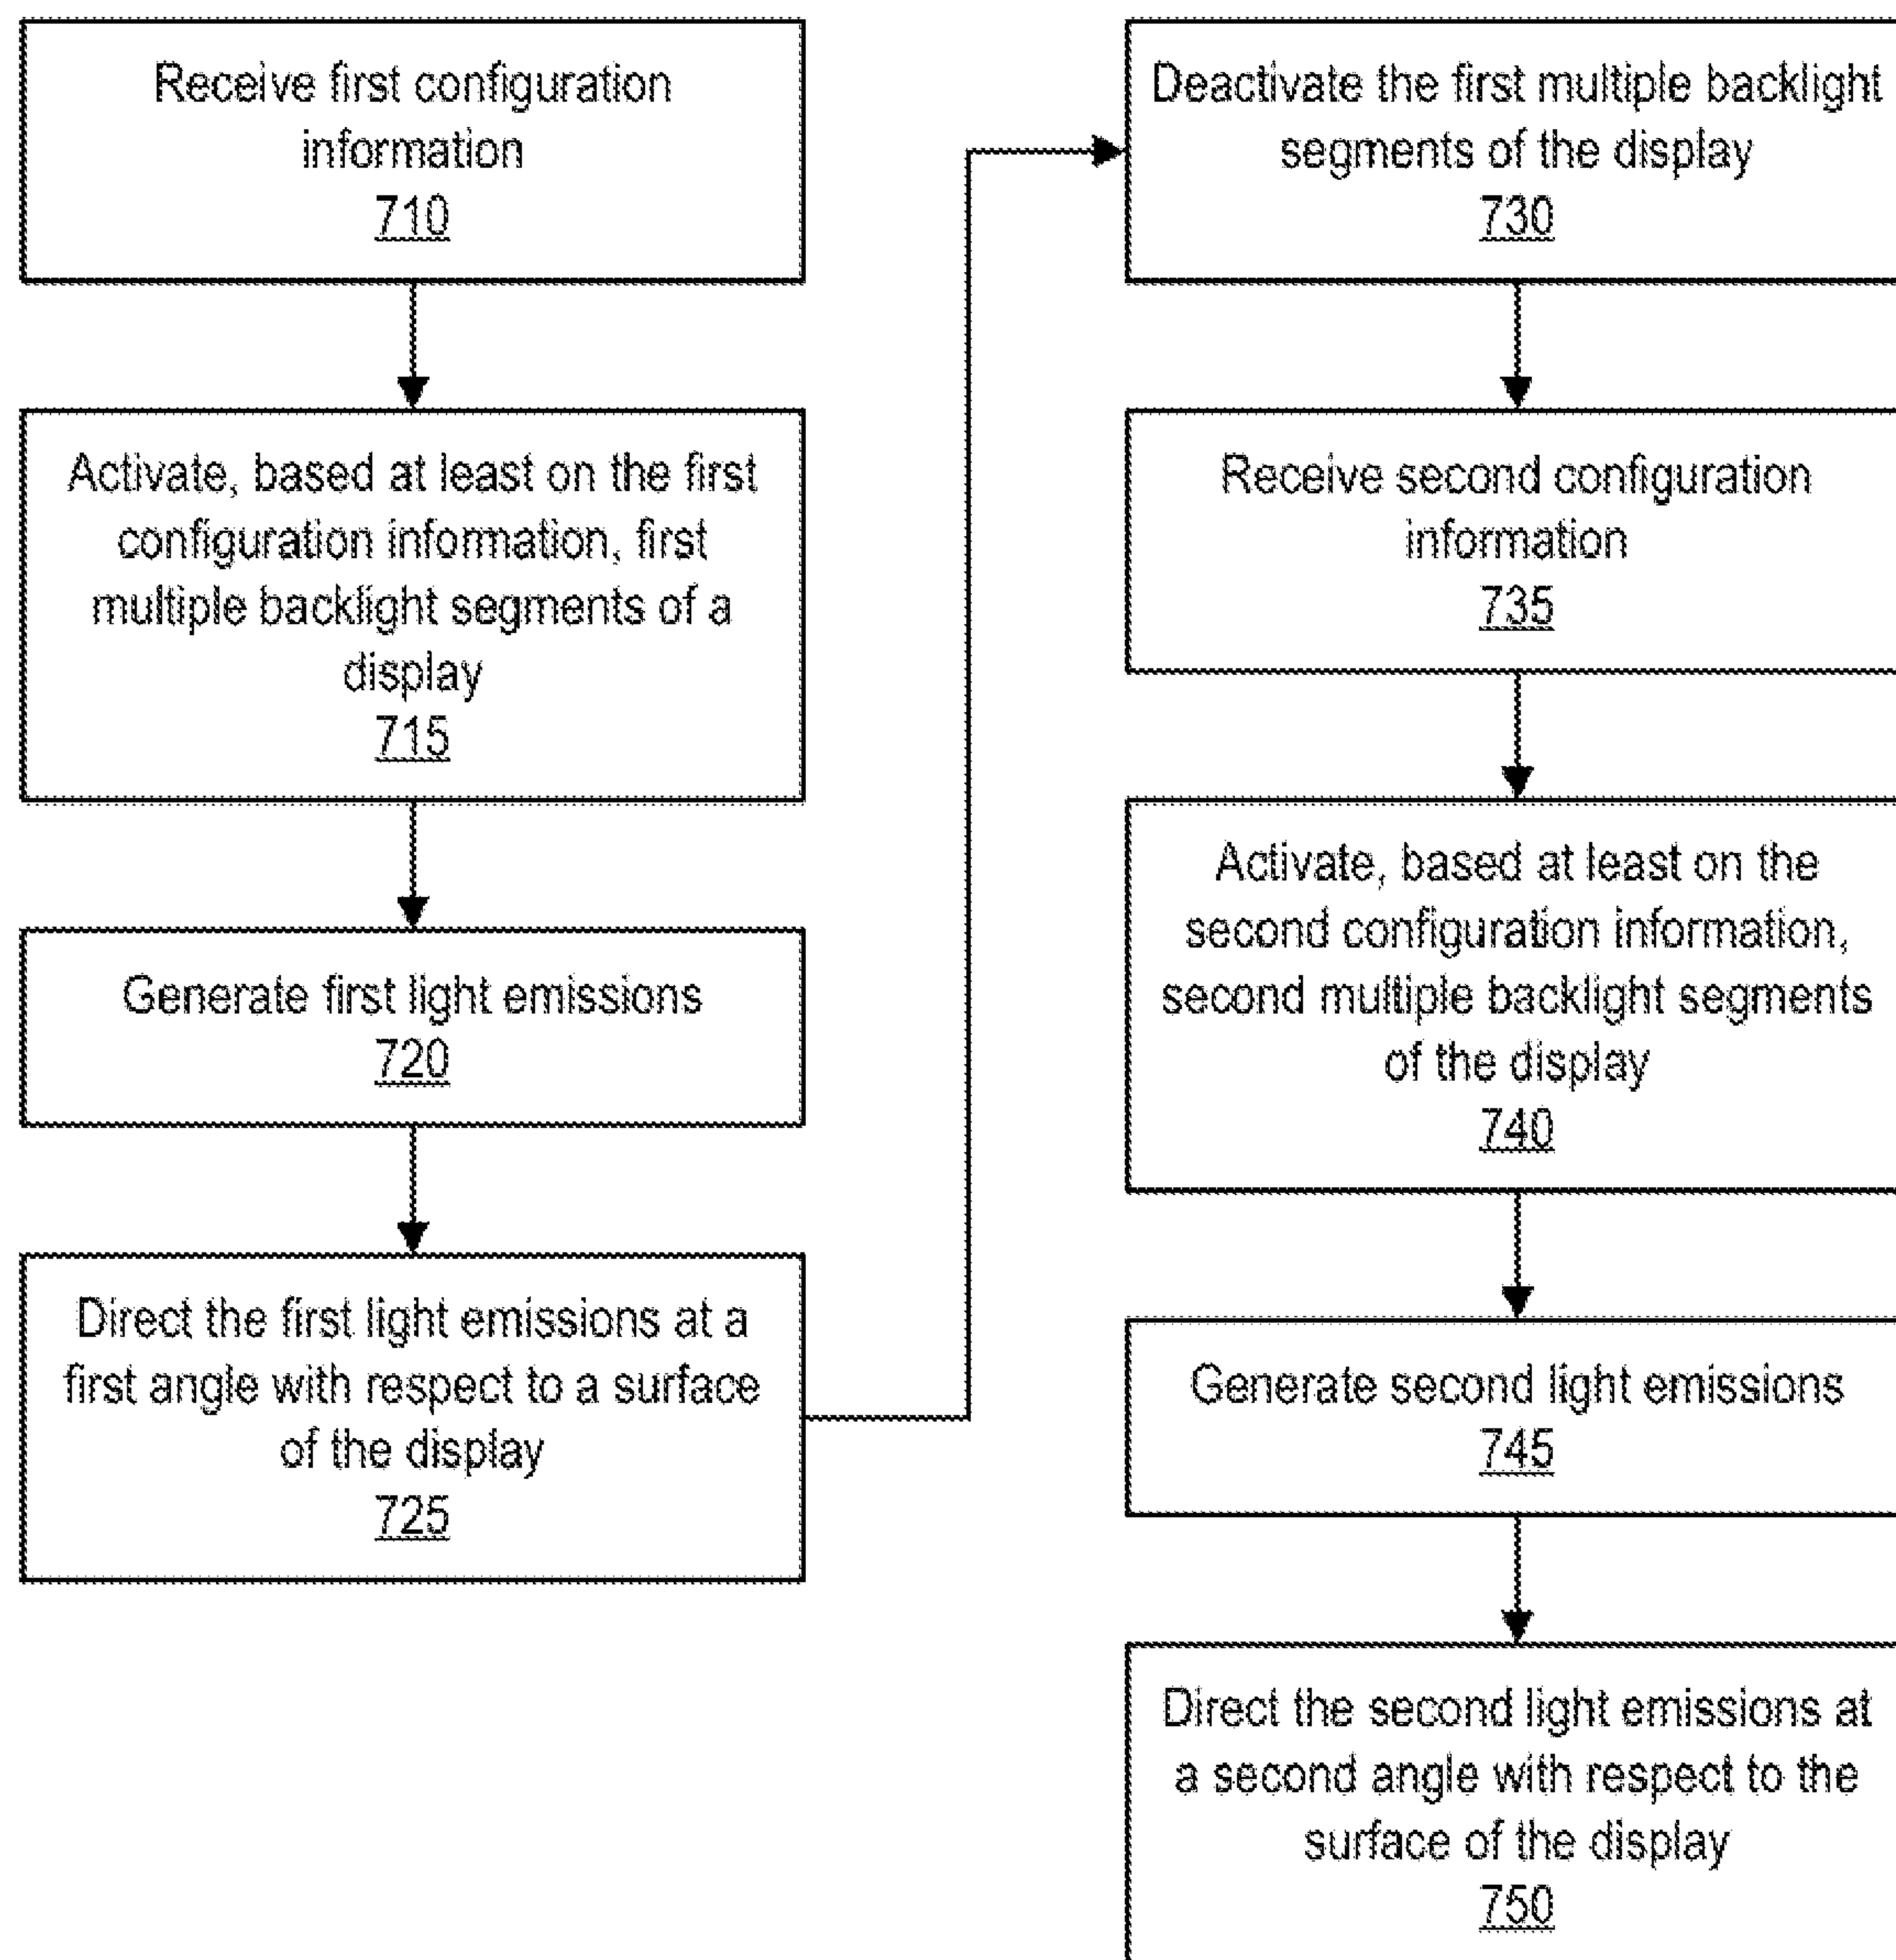 Receive first configuration
information
710
Activate, based at least on the first
configuration information, first
multiple backlight segments of a
display
715
Generate first light emissions
720
Direct the first light emissions at a
first angle with respect to a surface
of the display
725
Deactivate the first multiple backlight
segments of the display
730
Receive second configuration
information
735
Activate, based at least on the
second configuration information,
second multiple backlight segments
of the display
740
Generate second light emissions
745
Direct the second light emissions at
a second angle with respect to the
surface of the display
750